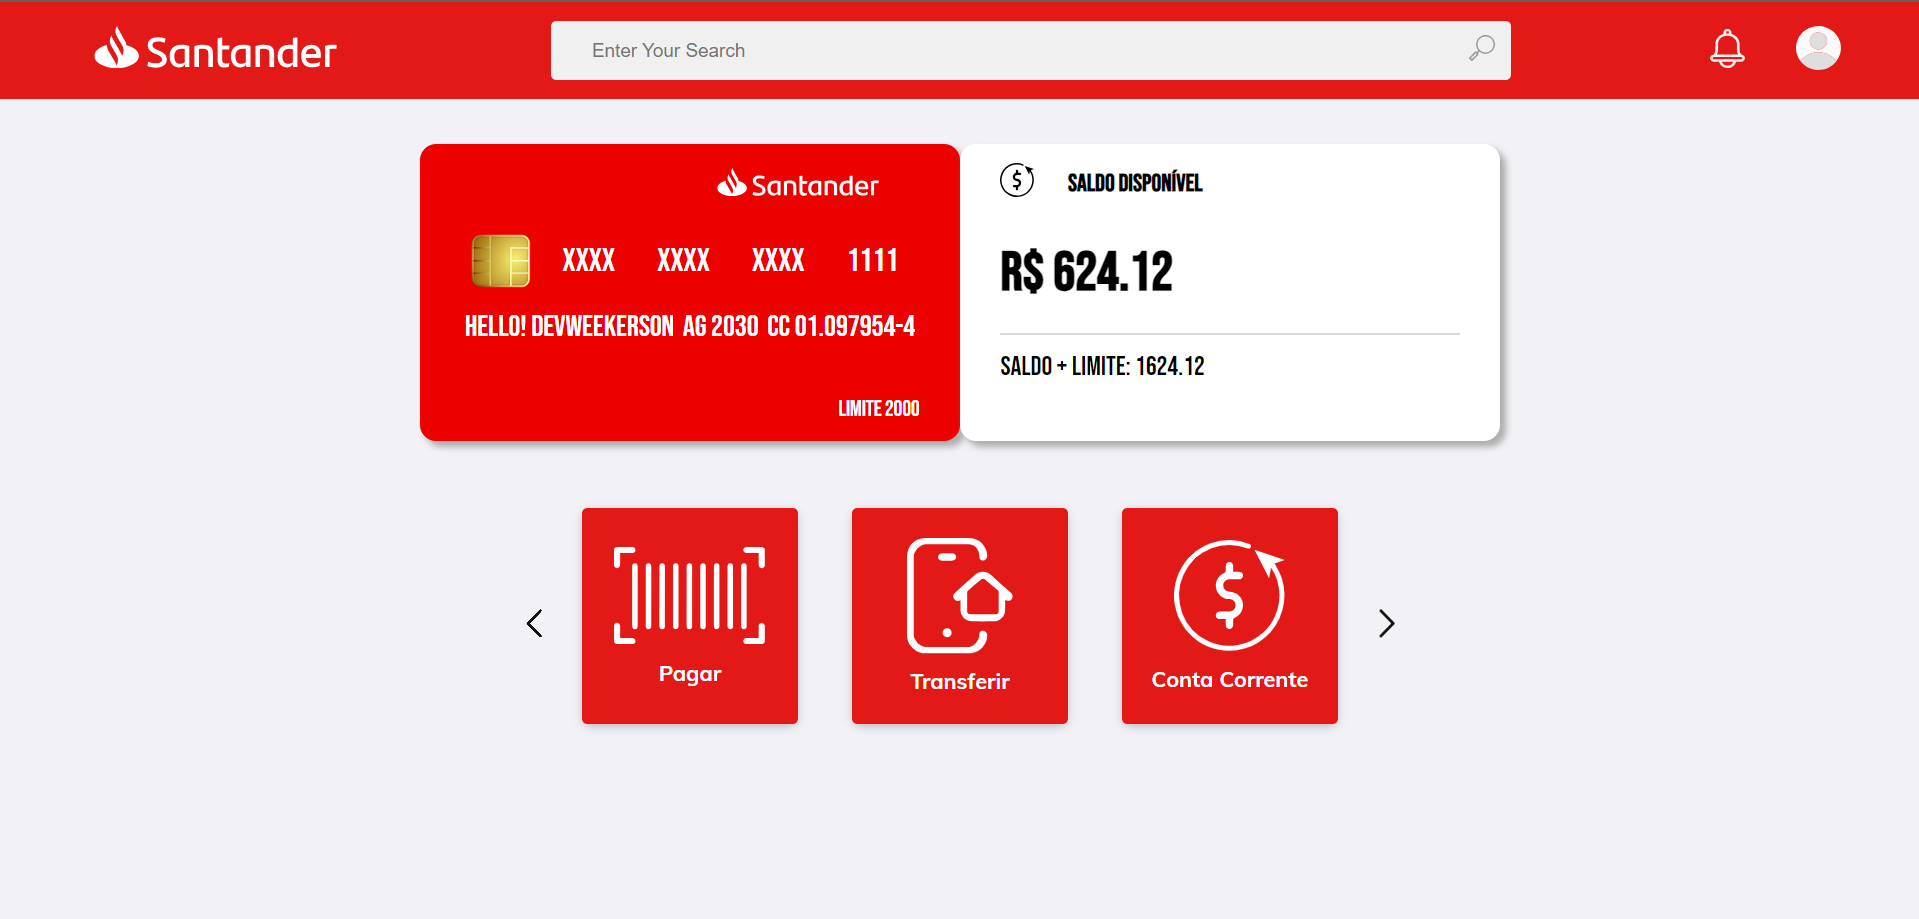 Santander
Enter Your Search
Santander
XXXX XXXX XXXX 1111
HELLO! DEVWEEKERSON AG 2030 CC 01.097954-4
LIMITE 2000
SALDO DISPONÍVEL
R$ 624.12
SALDO + LIMITE: 1624.12
Pagar
Transferir
Conta Corrente